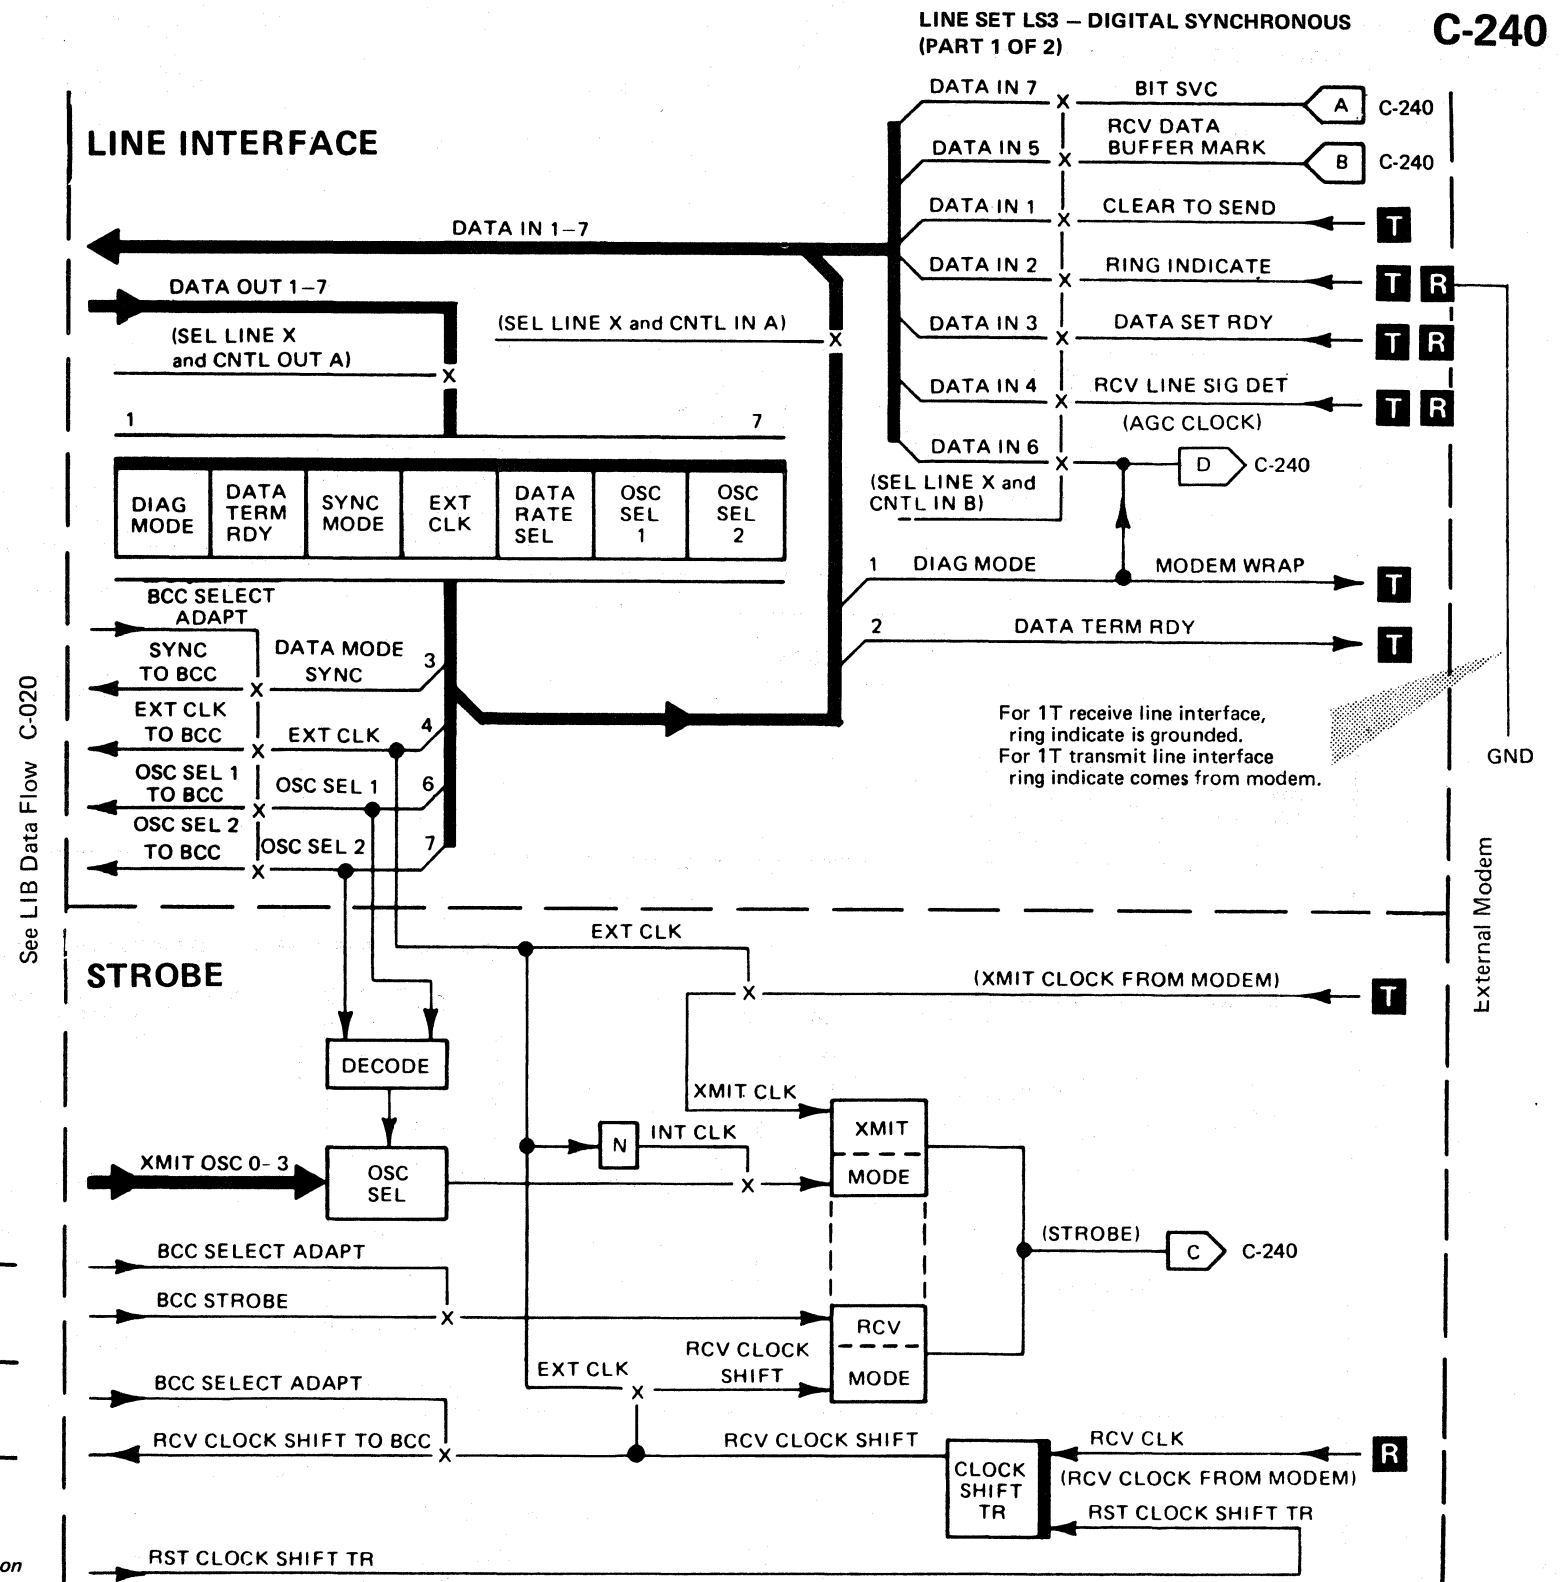 LINE SET LS3 – DIGITAL SYNCHRONOUS
(PART 1 OF 2)
C-240
LINE INTERFACE
DATA IN 7
BIT SVC
A
C-240
DATA IN 5
RCV DATA
BUFFER MARK
B
C-240
DATA IN 1
CLEAR TO SEND
T
DATA IN 1–7
DATA IN 2
RING INDICATE
T R
DATA OUT 1–7
(SEL LINE X
and CNTL OUT A)
X
(SEL LINE X and CNTL IN A)
X
DATA IN 3
DATA SET RDY
T R
DATA IN 4
RCV LINE SIG DET
T R
(AGC CLOCK)
DATA IN 6
D
C-240
(SEL LINE X and
CNTL IN B)
X
X
X
X
X
X
X
1
7
DIAG
MODE
DATA
TERM
RDY
SYNC
MODE
EXT
CLK
DATA
RATE
SEL
OSC
SEL
1
OSC
SEL
2
1
DIAG MODE
MODEM WRAP
T
2
DATA TERM RDY
T
BCC SELECT
ADAPT
SYNC
TO BCC
X
DATA MODE
SYNC
3
EXT CLK
TO BCC
X
EXT CLK
4
OSC SEL 1
TO BCC
X
OSC SEL 1
6
OSC SEL 2
TO BCC
X
OSC SEL 2
7
For 1T receive line interface,
ring indicate is grounded.
For 1T transmit line interface
ring indicate comes from modem.
GND
See LIB Data Flow C-020
External Modem
STROBE
EXT CLK
X
(XMIT CLOCK FROM MODEM)
T
DECODE
XMIT CLK
XMIT
MODE
N
INT CLK
X
XMIT OSC 0-3
OSC
SEL
BCC SELECT ADAPT
(STROBE)
C
C-240
BCC STROBE
X
RCV
MODE
EXT CLK
X
RCV CLOCK
SHIFT
BCC SELECT ADAPT
RCV CLOCK SHIFT TO BCC
X
RCV CLOCK SHIFT
CLOCK
SHIFT
TR
RCV CLK
R
(RCV CLOCK FROM MODEM)
RST CLOCK SHIFT TR
RST CLOCK SHIFT TR
on